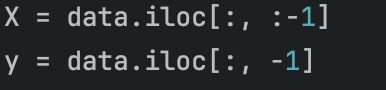 X = data.iloc[:, :-1]
y = data.iloc[:, -1]